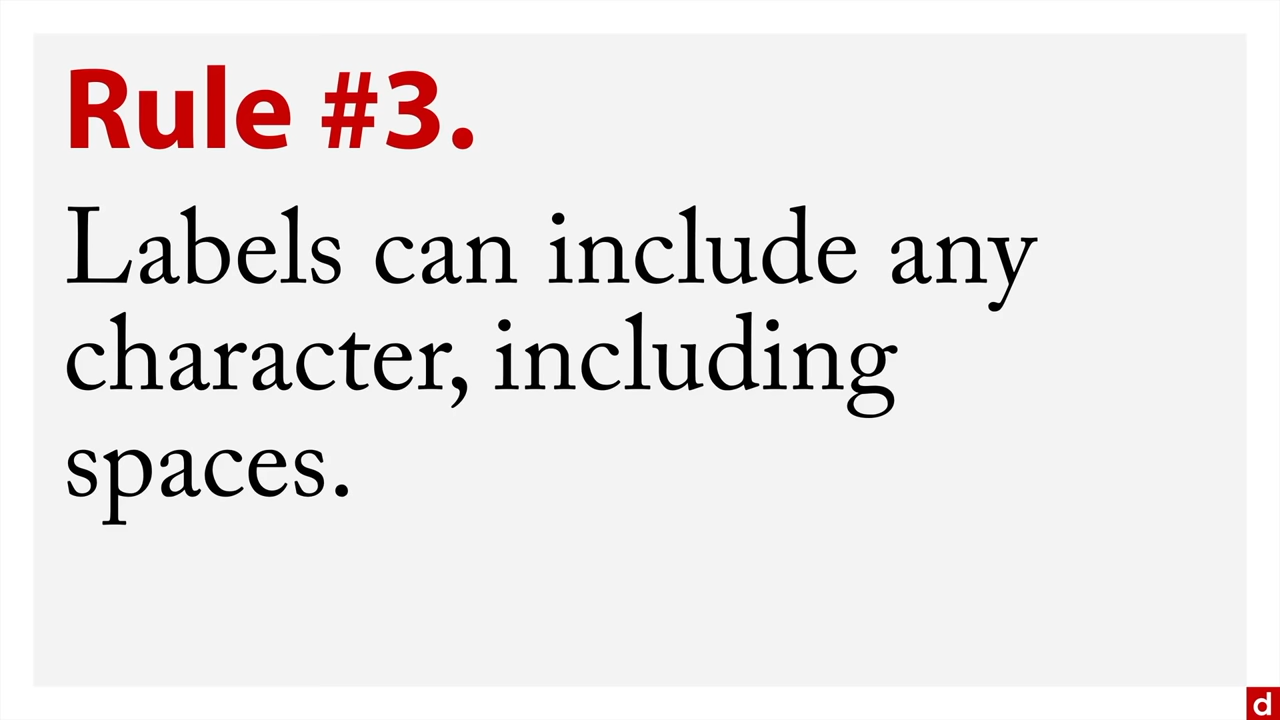 Rule #3.
Labels can include any
character, including
spaces.
d